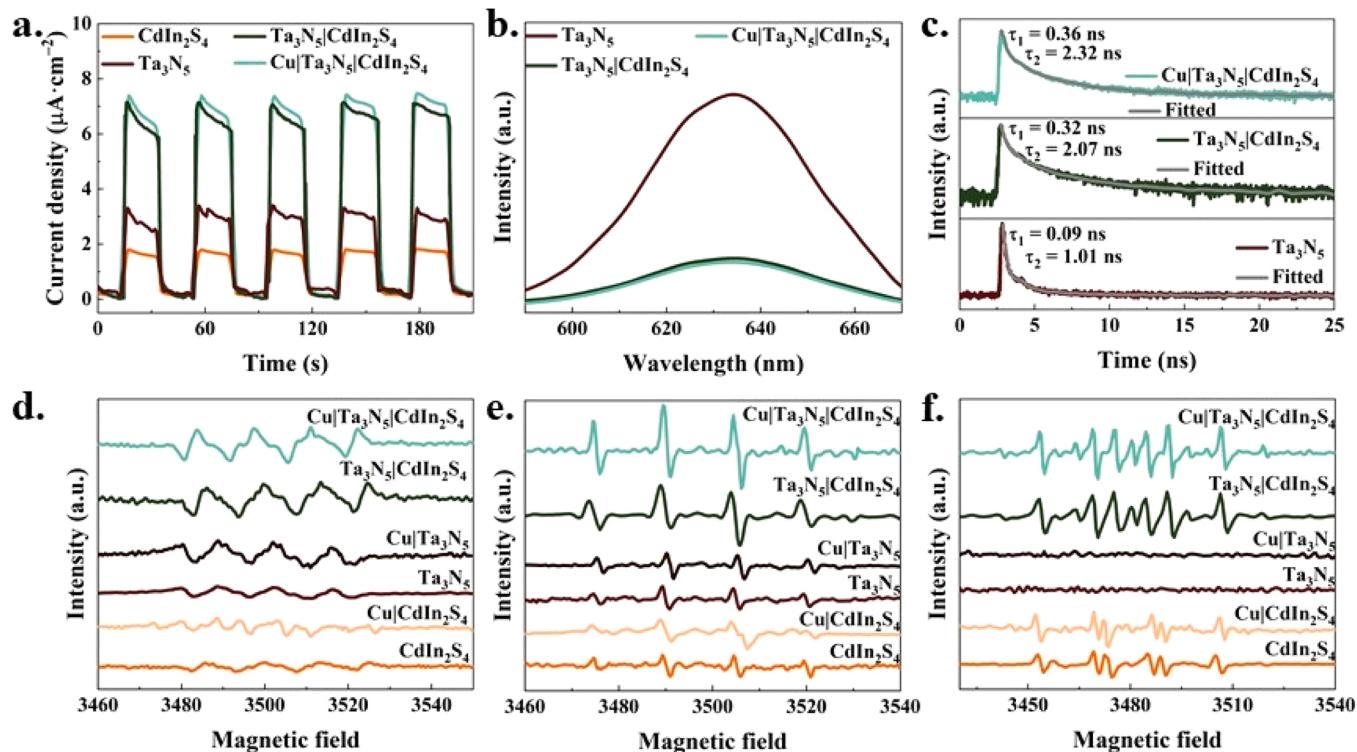 a.
CdIn₂S₄
Ta₃N₅|CdIn₂S₄
Ta₃N₅
Cu|Ta₃N₅|CdIn₂S₄
Current density (μA·cm⁻²)
10
8
6
4
2
0
0
60
120
180
Time (s)
b.
Ta₃N₅
Cu|Ta₃N₅|CdIn₂S₄
Ta₃N₅|CdIn₂S₄
Intensity (a.u.)
600
620
640
660
Wavelength (nm)
c.
τ₁ = 0.36 ns
τ₂ = 2.32 ns
Cu|Ta₃N₅|CdIn₂S₄
Fitted
τ₁ = 0.32 ns
τ₂ = 2.07 ns
Ta₃N₅|CdIn₂S₄
Fitted
τ₁ = 0.09 ns
τ₂ = 1.01 ns
Ta₃N₅
Fitted
Intensity (a.u.)
0
5
10
15
20
25
Time (ns)
d.
Cu|Ta₃N₅|CdIn₂S₄
Ta₃N₅|CdIn₂S₄
Cu|Ta₃N₅
Ta₃N₅
Cu|CdIn₂S₄
CdIn₂S₄
Intensity (a.u.)
3460
3480
3500
3520
3540
Magnetic field
e.
Cu|Ta₃N₅|CdIn₂S₄
Ta₃N₅|CdIn₂S₄
Cu|Ta₃N₅
Ta₃N₅
Cu|CdIn₂S₄
CdIn₂S₄
Intensity (a.u.)
3460
3480
3500
3520
3540
Magnetic field
f.
Cu|Ta₃N₅|CdIn₂S₄
Ta₃N₅|CdIn₂S₄
Cu|Ta₃N₅
Ta₃N₅
Cu|CdIn₂S₄
CdIn₂S₄
Intensity (a.u.)
3450
3480
3510
3540
Magnetic field